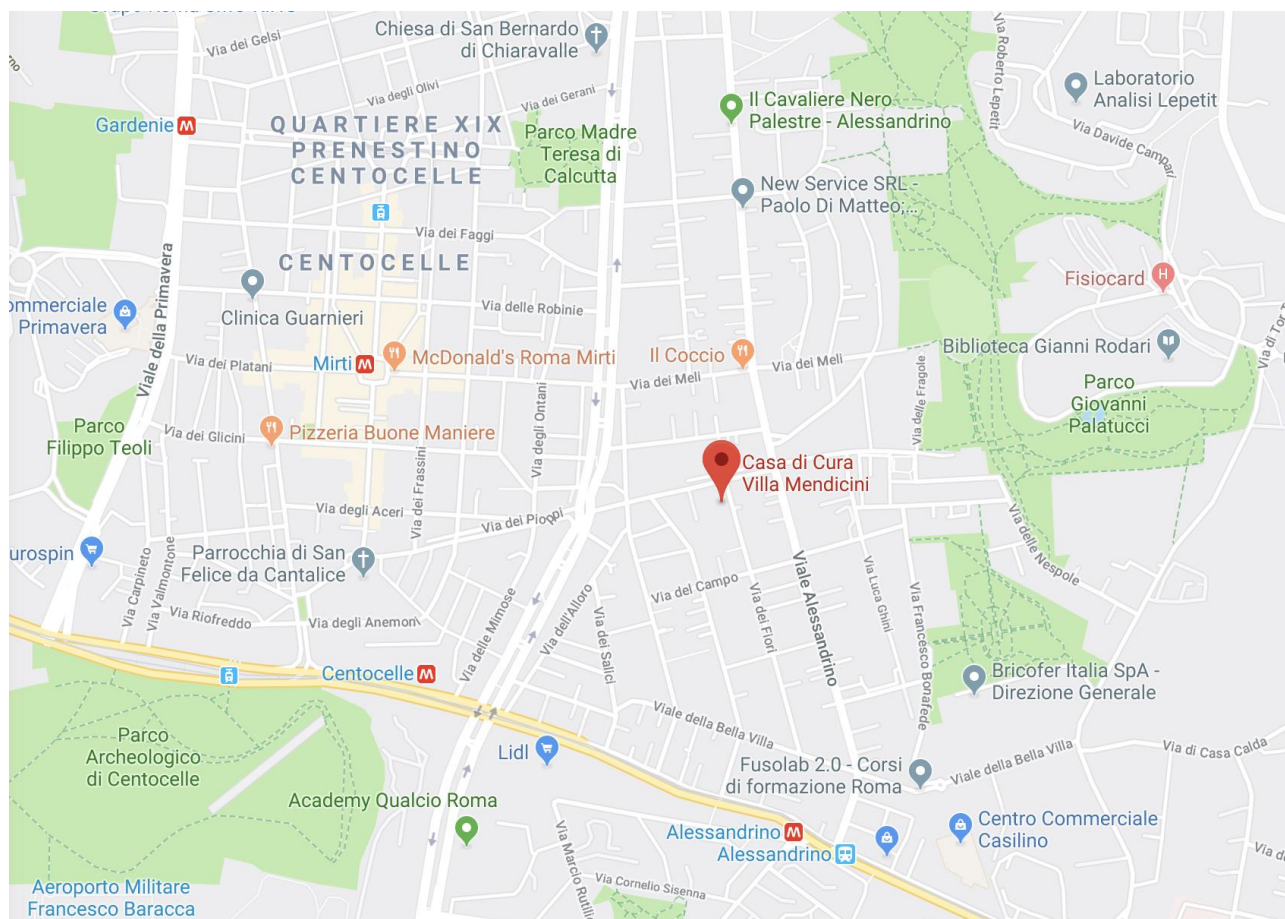 Via dei Gelsi
Chiesa di San Bernardo
di Chiaravalle
Via degli Olivi
Via dei Gerani
Gardenie
QUARTIERE XIX
PRENESTINO
CENTOCELLE
Parco Madre
Teresa di
Calcutta
Il Cavaliere Nero
Palestre - Alessandrino
Via Roberto Lepetit
Laboratorio
Analisi Lepetit
Via Davide Campari
New Service SRL -
Paolo Di Matteo;...
Via dei Faggi
CENTOCELLE
Viale della Primavera
ommerciale
Primavera
Clinica Guarnieri
Via delle Robinie
Fisiocard
Via dei Platani
Mirti
McDonald's Roma Mirti
Il Coccio
Via dei Meli
Via dei Meli
Biblioteca Gianni Rodari
Via di Tor T
Parco
Filippo Teoli
Via dei Glicini
Pizzeria Buone Maniere
Via degli Ontani
Via delle Fragole
Parco
Giovanni
Palatucci
Casa di Cura
Villa Mendicini
Via dei Frassini
Via degli Aceri
Via dei Pioppi
urospin
Via Carpineto
Via Valmontone
Parrocchia di San
Felice da Cantalice
Via delle Nespole
Via Riofreddo
Via degli Anemoni
Via delle Mimose
Via dell'Alloro
Via dei Salici
Via del Campo
Via dei Fiori
Viale Alessandrino
Via Luca Ghini
Via Francesco Bonafede
Centocelle
Bricofer Italia SpA -
Direzione Generale
Parco
Archeologico
di Centocelle
Lidl
Viale della Bella Villa
Viale della Bella Villa
Via di Casa Calda
Fusolab 2.0 - Corsi
di formazione Roma
Academy Qualcio Roma
Via Marcio Rutilio
Alessandrino
Alessandrino
Centro Commerciale
Casilino
Via Cornelio Sisenna
Via d
Aeroporto Militare
Francesco Baracca